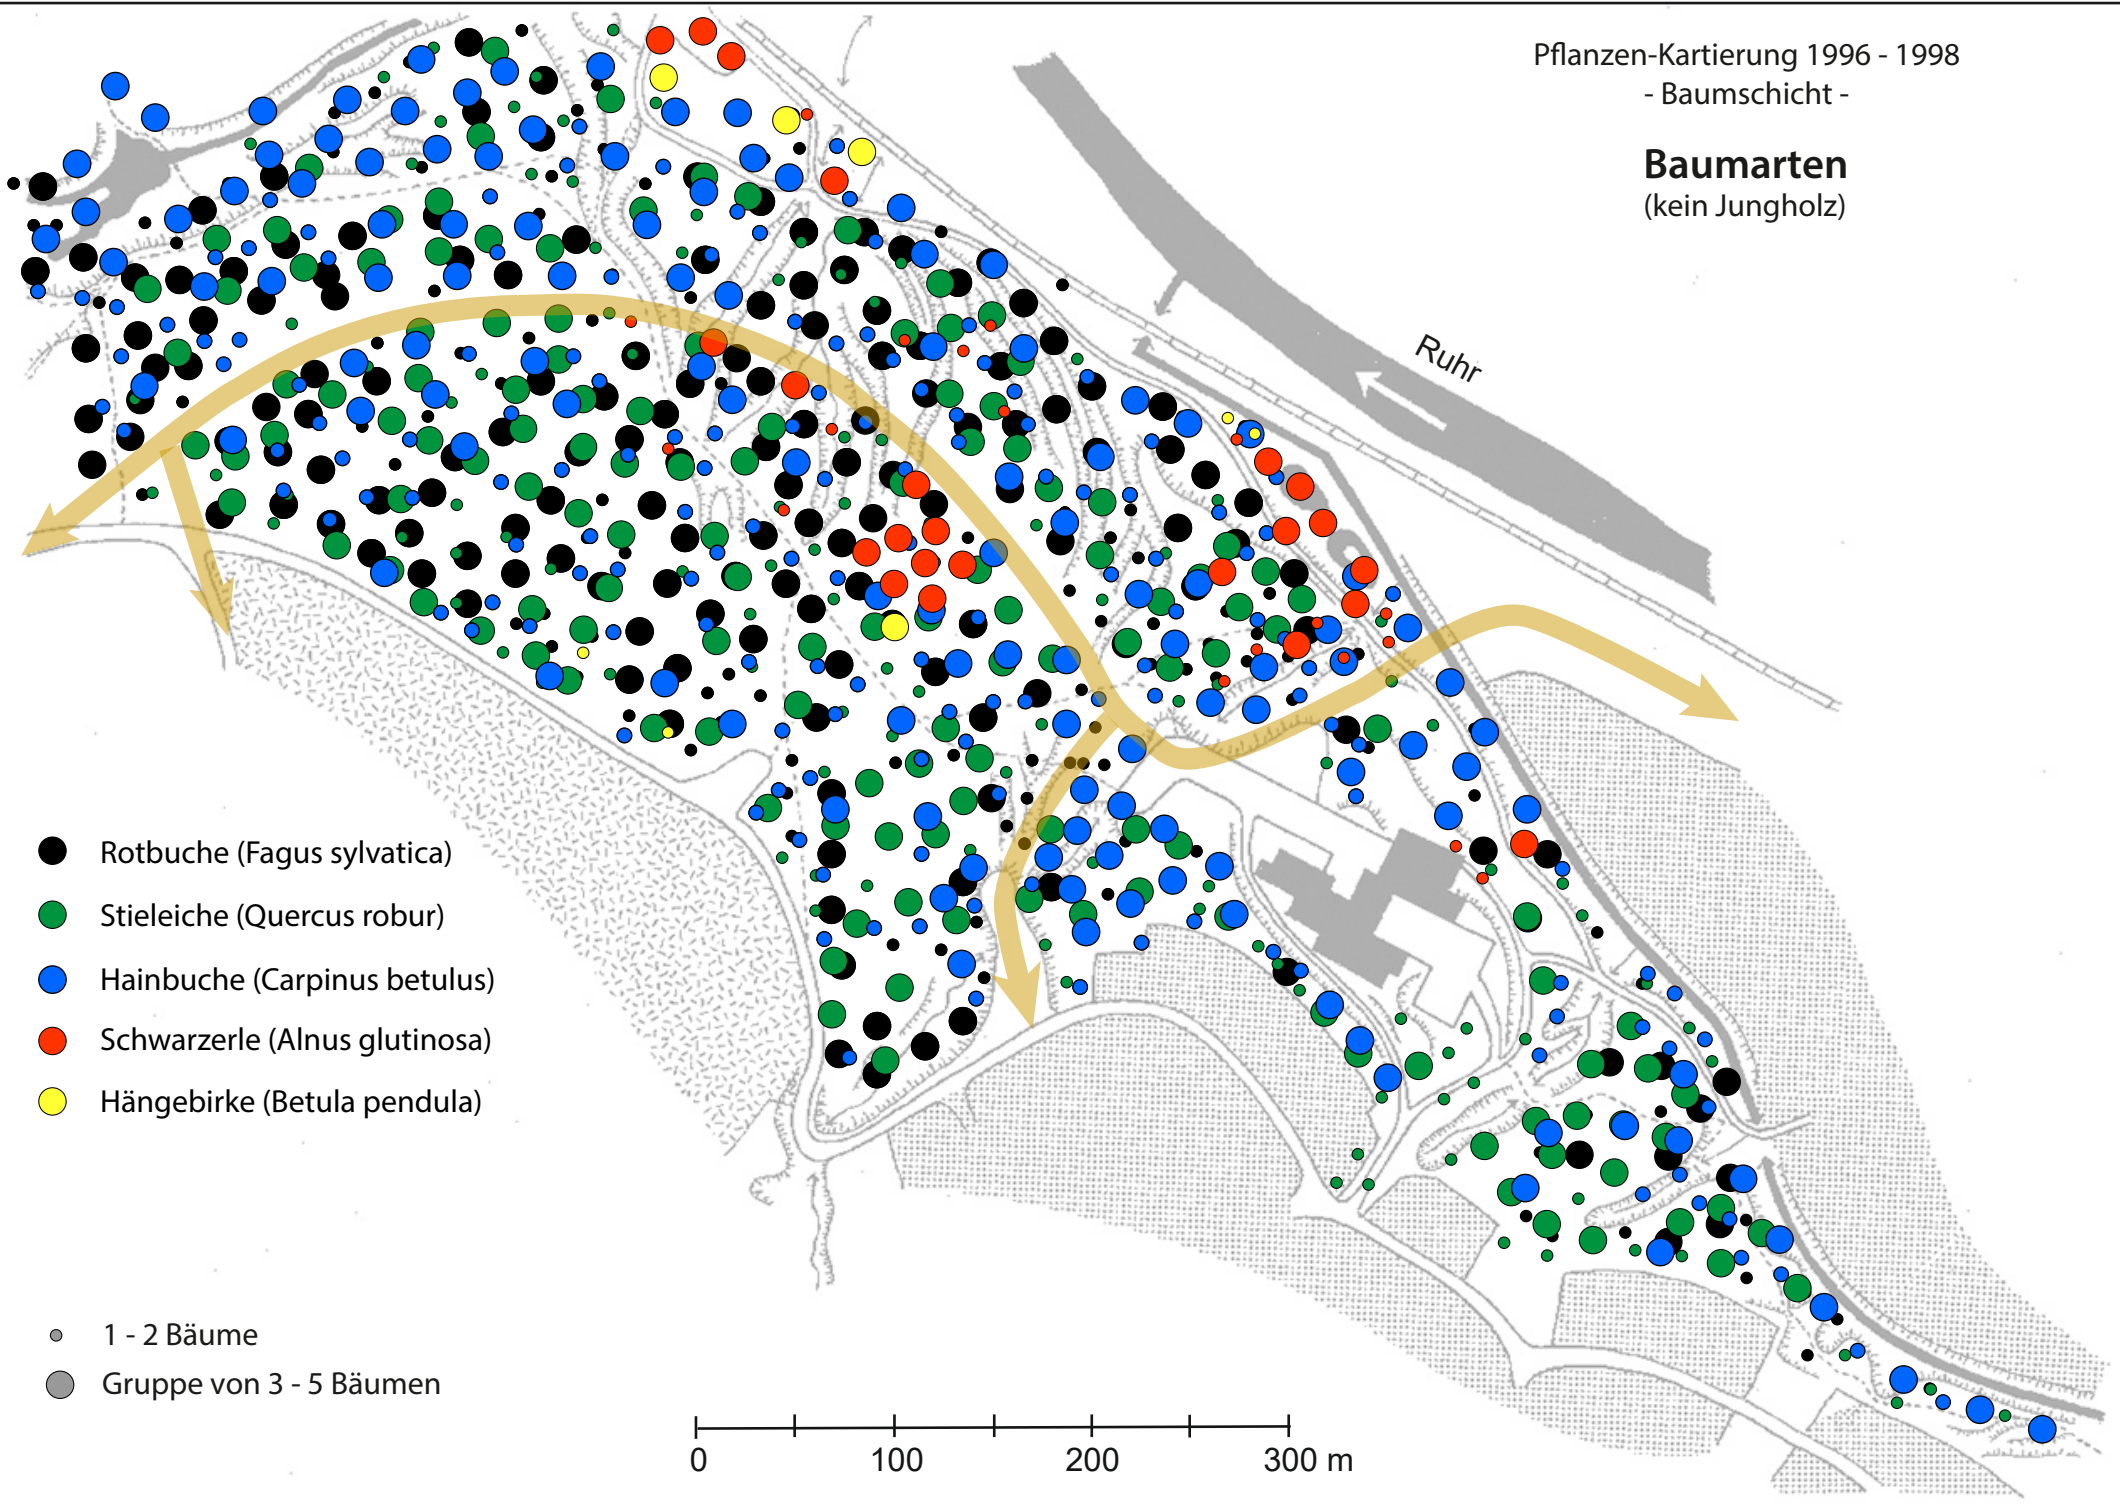 Pflanzen-Kartierung 1996 - 1998
- Baumschicht -
Baumarten
(kein Jungholz)
Ruhr
Rotbuche (Fagus sylvatica)
Stieleiche (Quercus robur)
Hainbuche (Carpinus betulus)
Schwarzerle (Alnus glutinosa)
Hängebirke (Betula pendula)
1 - 2 Bäume
Gruppe von 3 - 5 Bäumen
0 100 200 300 m